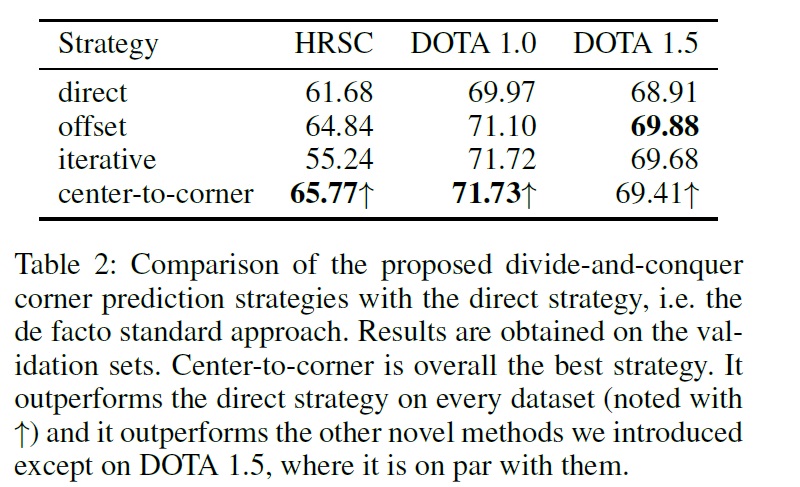 Strategy HRSC DOTA 1.0 DOTA 1.5
direct 61.68 69.97 68.91
offset 64.84 71.10 69.88
iterative 55.24 71.72 69.68
center-to-corner 65.77↑ 71.73↑ 69.41↑
Table 2: Comparison of the proposed divide-and-conquer
corner prediction strategies with the direct strategy, i.e. the
de facto standard approach. Results are obtained on the val-
idation sets. Center-to-corner is overall the best strategy. It
outperforms the direct strategy on every dataset (noted with
↑) and it outperforms the other novel methods we introduced
except on DOTA 1.5, where it is on par with them.